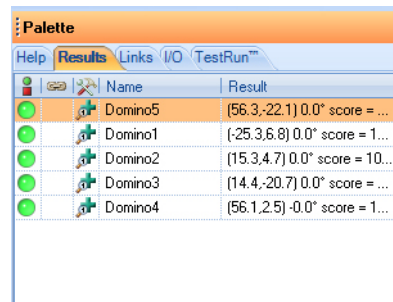 Palette
Help Results Links I/O TestRun™
Name Result
Domino5 (56.3,-22.1) 0.0° score = ...
Domino1 (-25.3,6.8) 0.0° score = 1...
Domino2 (15.3,4.7) 0.0° score = 10...
Domino3 (14.4,-20.7) 0.0° score = ...
Domino4 (56.1,2.5) -0.0° score = 1...